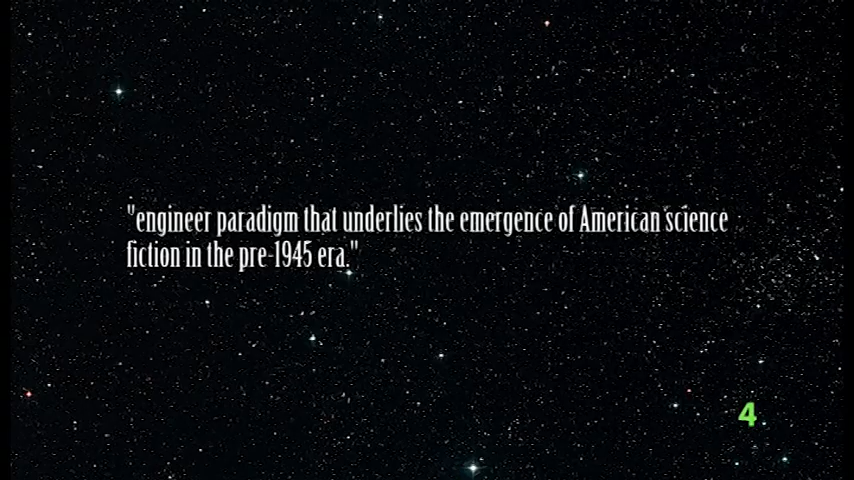 "engineer paradigm that underlies the emergence of American science
fiction in the pre-1945 era."
4